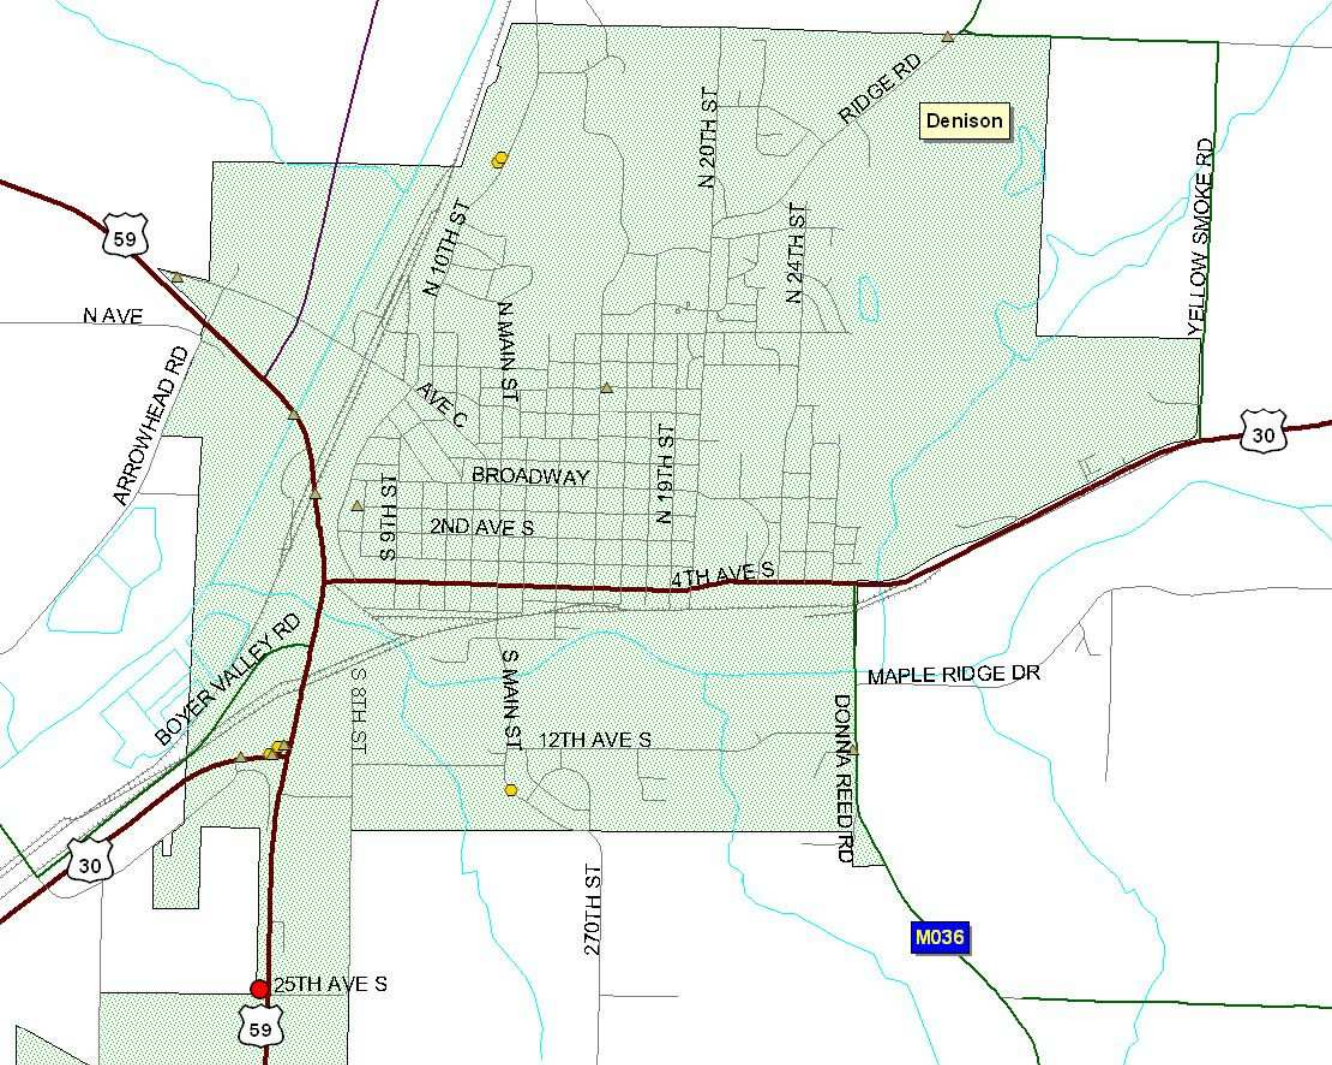 RIDGE RD
Denison
N 20TH ST
YELLOW SMOKE RD
59
N 10TH ST
N 24TH ST
N AVE
N MAIN ST
ARROWHEAD RD
AVE C
30
BROADWAY
N 19TH ST
S 9TH ST
2ND AVE S
4TH AVE S
BOYER VALLEY RD
S 8TH ST
S MAIN ST
MAPLE RIDGE DR
12TH AVE S
DONNA REED RD
30
270TH ST
M036
25TH AVE S
59